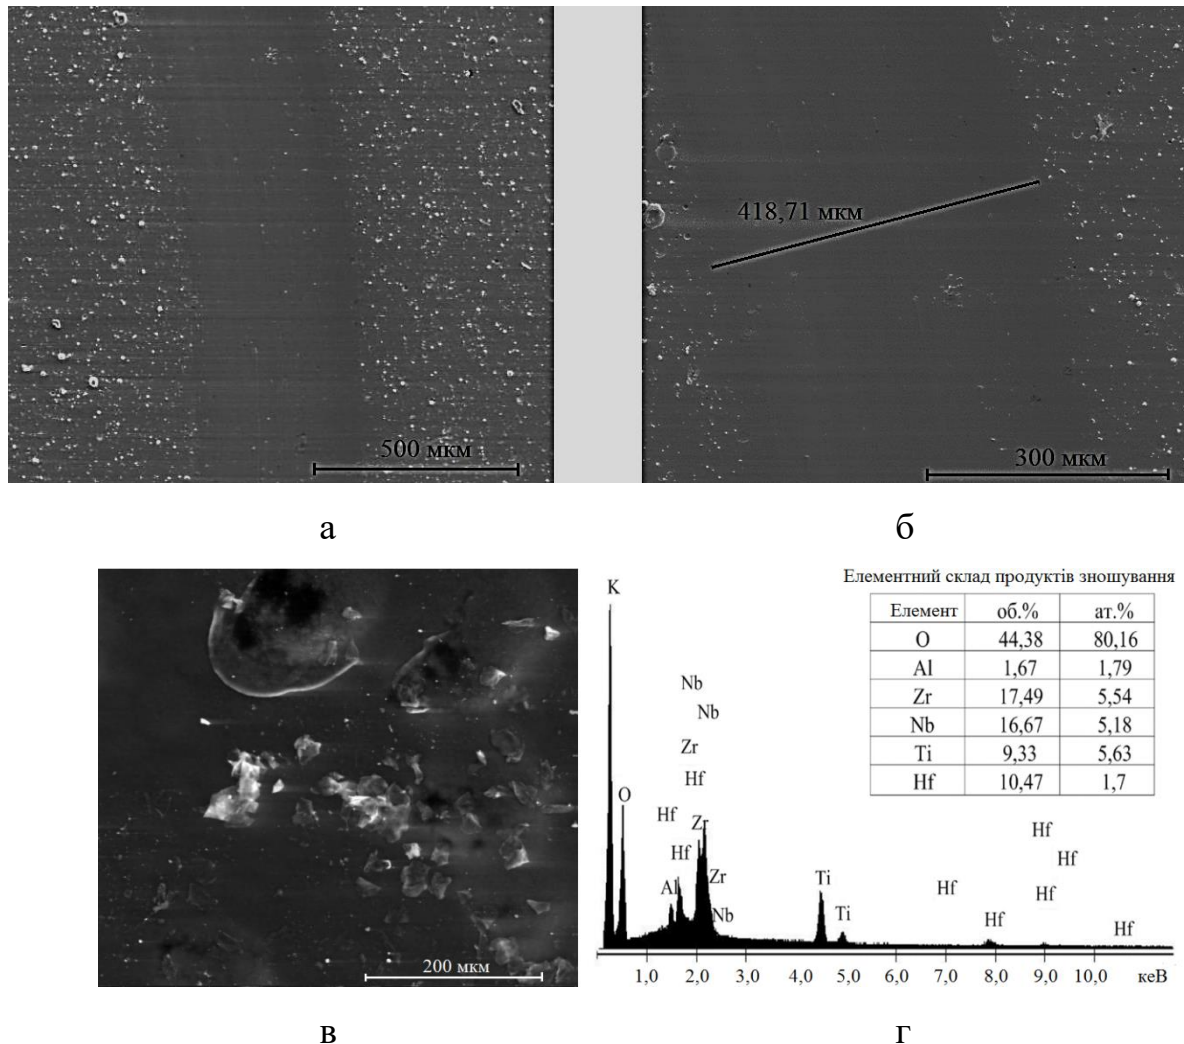 418,71 мкм
500 мкм
300 мкм
а
б
Елементний склад продуктів зношування
Елемент об.% ат.%
O 44,38 80,16
Al 1,67 1,79
Zr 17,49 5,54
Nb 16,67 5,18
Ti 9,33 5,63
Hf 10,47 1,7
K
Nb
Nb
Zr
Hf
O
Hf
Zr
Hf
Hf
Hf
Al
Zr
Ti
Hf
Hf
Nb
Ti
Hf
Hf
200 мкм
1,0 2,0 3,0 4,0 5,0 6,0 7,0 8,0 9,0 10,0 кеВ
в
г